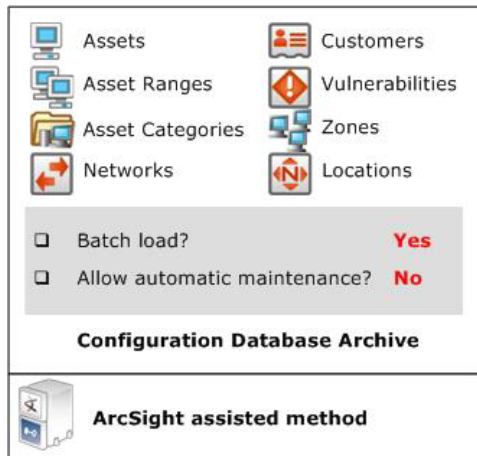 Assets
Customers
Asset Ranges
Vulnerabilities
Asset Categories
Zones
Networks
Locations
Batch load? Yes
Allow automatic maintenance? No
Configuration Database Archive
ArcSight assisted method